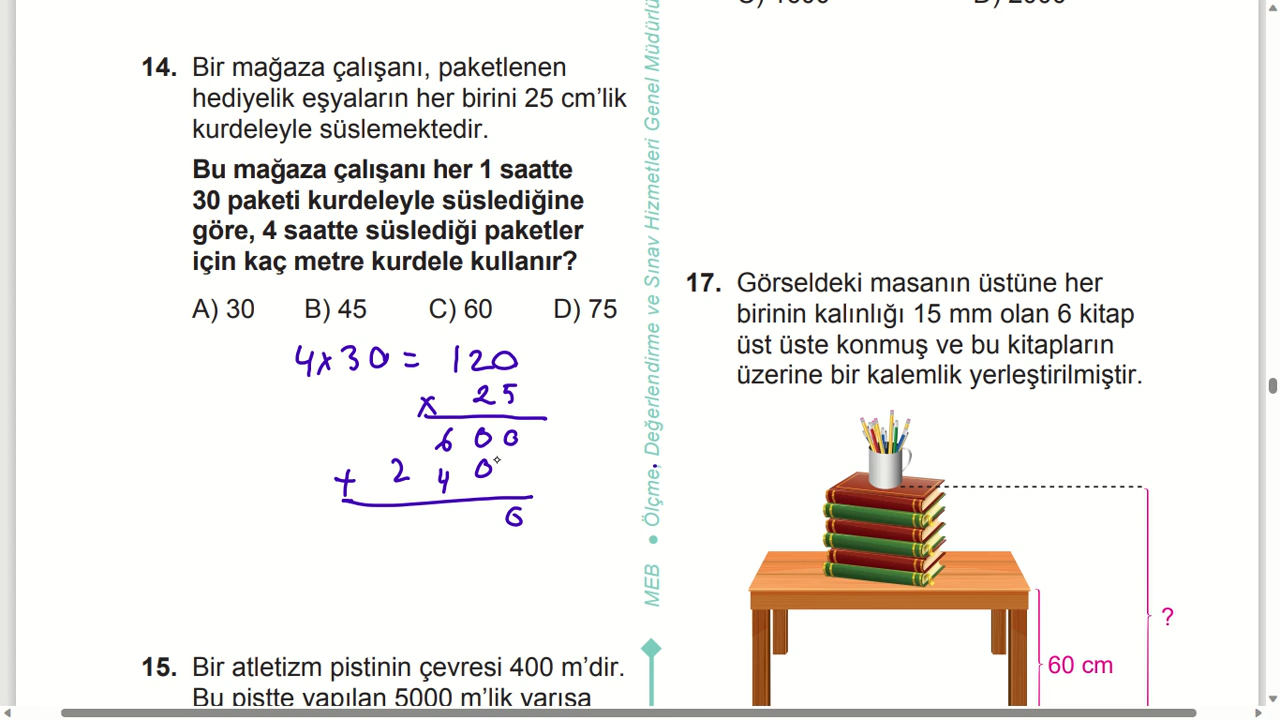 14. Bir mağaza çalışanı, paketlenen
hediyelik eşyaların her birini 25 cm’lik
kurdeleyle süslemektedir.
Bu mağaza çalışanı her 1 saatte
30 paketi kurdeleyle süslediğine
göre, 4 saatte süslediği paketler
için kaç metre kurdele kullanır?
A) 30 B) 45 C) 60 D) 75
4x30 = 120
x 25
600
+ 240
0
15. Bir atletizm pistinin çevresi 400 m’dir.
Bu pistte yapılan 5000 m’lik yarışa
MEB ● Ölçme, Değerlendirme ve Sınav Hizmetleri Genel Müdürlü
17. Görseldeki masanın üstüne her
birinin kalınlığı 15 mm olan 6 kitap
üst üste konmuş ve bu kitapların
üzerine bir kalemlik yerleştirilmiştir.
?
60 cm